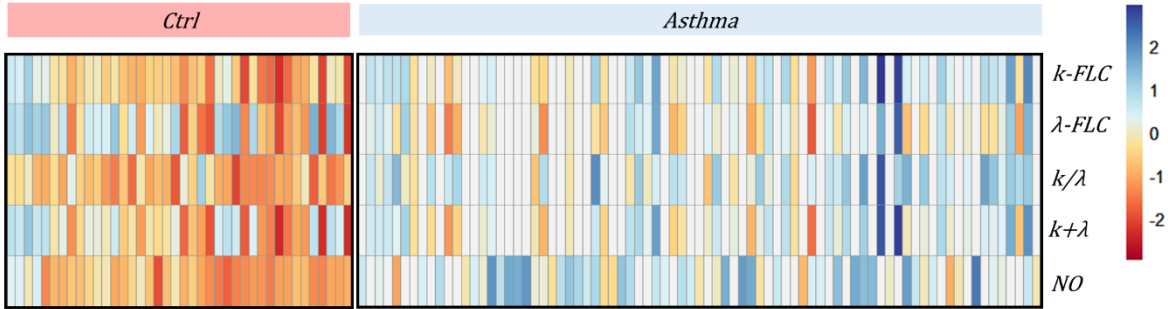 Ctrl
Asthma
k-FLC
λ-FLC
k/λ
k+λ
NO
2
1
0
-1
-2